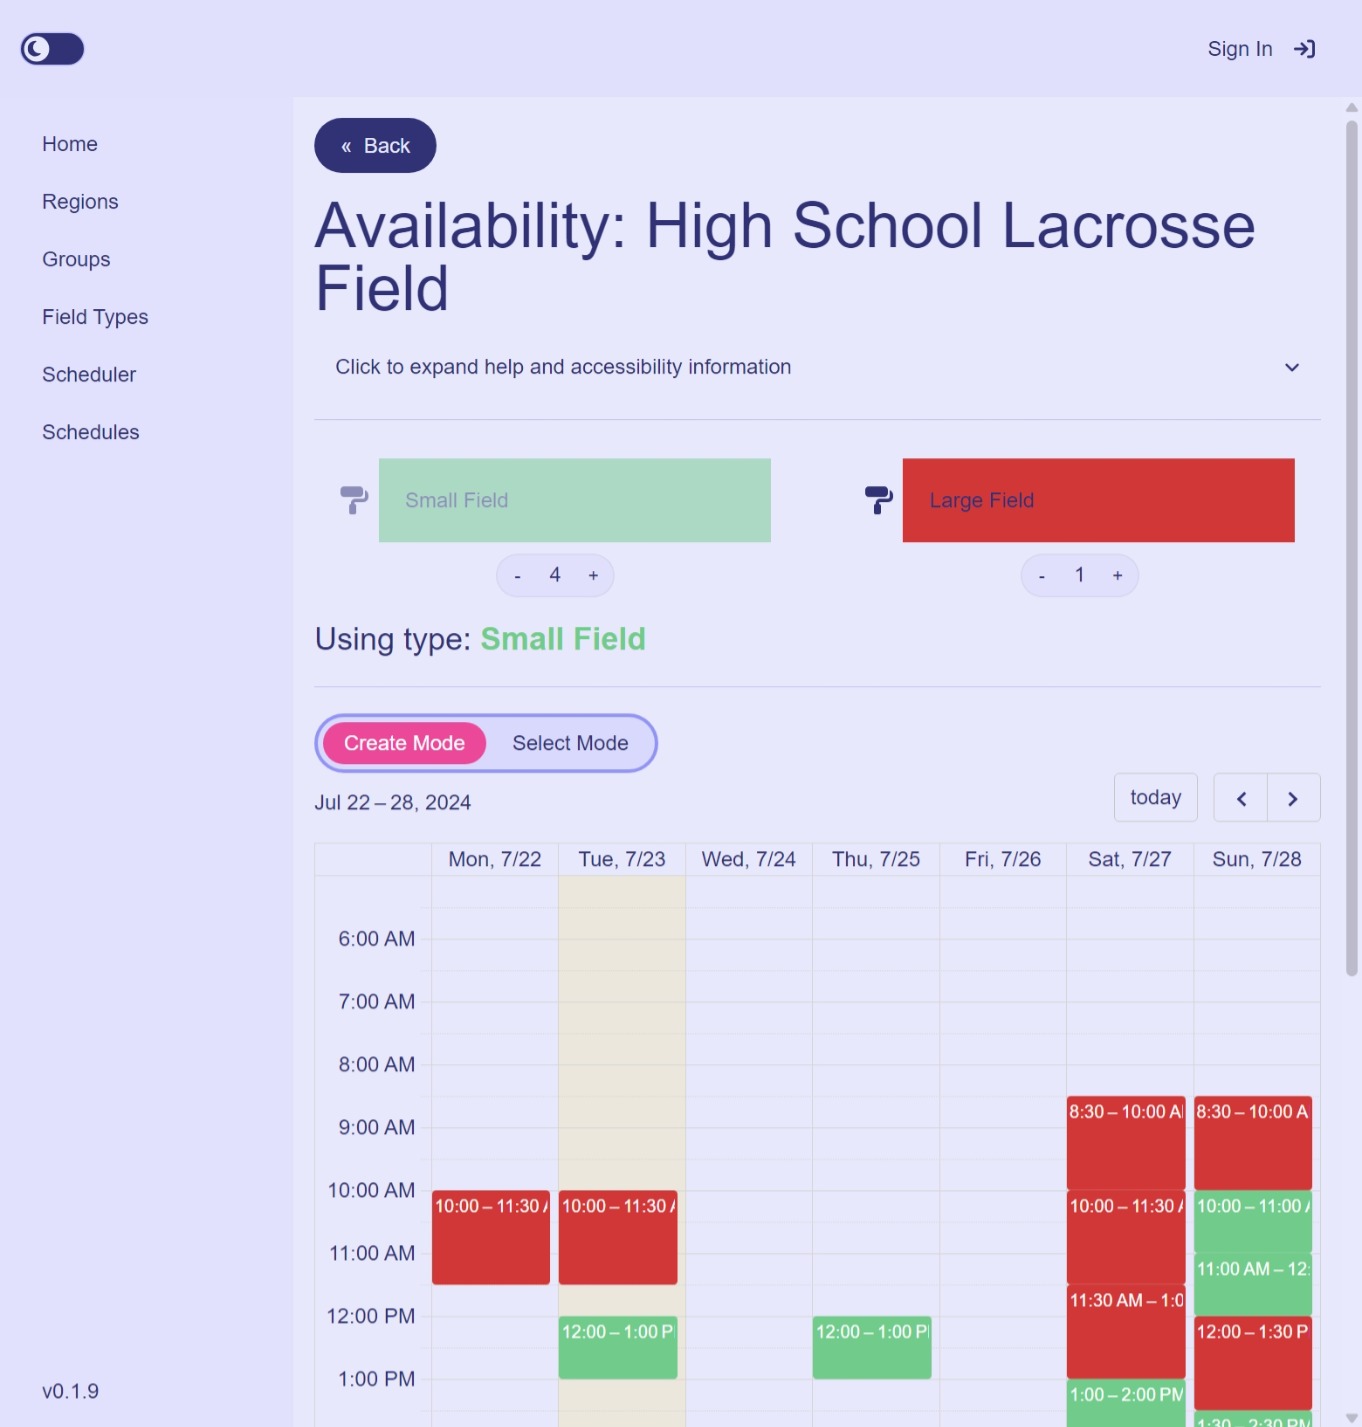 Sign In
Home
Regions
Groups
Field Types
Scheduler
Schedules
v0.1.9
« Back
Availability: High School Lacrosse
Field
Click to expand help and accessibility information
Small Field
- 4 +
Large Field
- 1 +
Using type: Small Field
Create Mode Select Mode
Jul 22 – 28, 2024
today
Mon, 7/22 Tue, 7/23 Wed, 7/24 Thu, 7/25 Fri, 7/26 Sat, 7/27 Sun, 7/28
6:00 AM
7:00 AM
8:00 AM
8:30 – 10:00 A 8:30 – 10:00 A
9:00 AM
10:00 AM
10:00 – 11:30 10:00 – 11:30 10:00 – 11:30 10:00 – 11:00
11:00 AM
11:00 AM – 12:
11:30 AM – 1:0
12:00 PM
12:00 – 1:00 P 12:00 – 1:00 P 12:00 – 1:30 P
1:00 PM
1:00 – 2:00 PM
1:30 – 2:30 PM